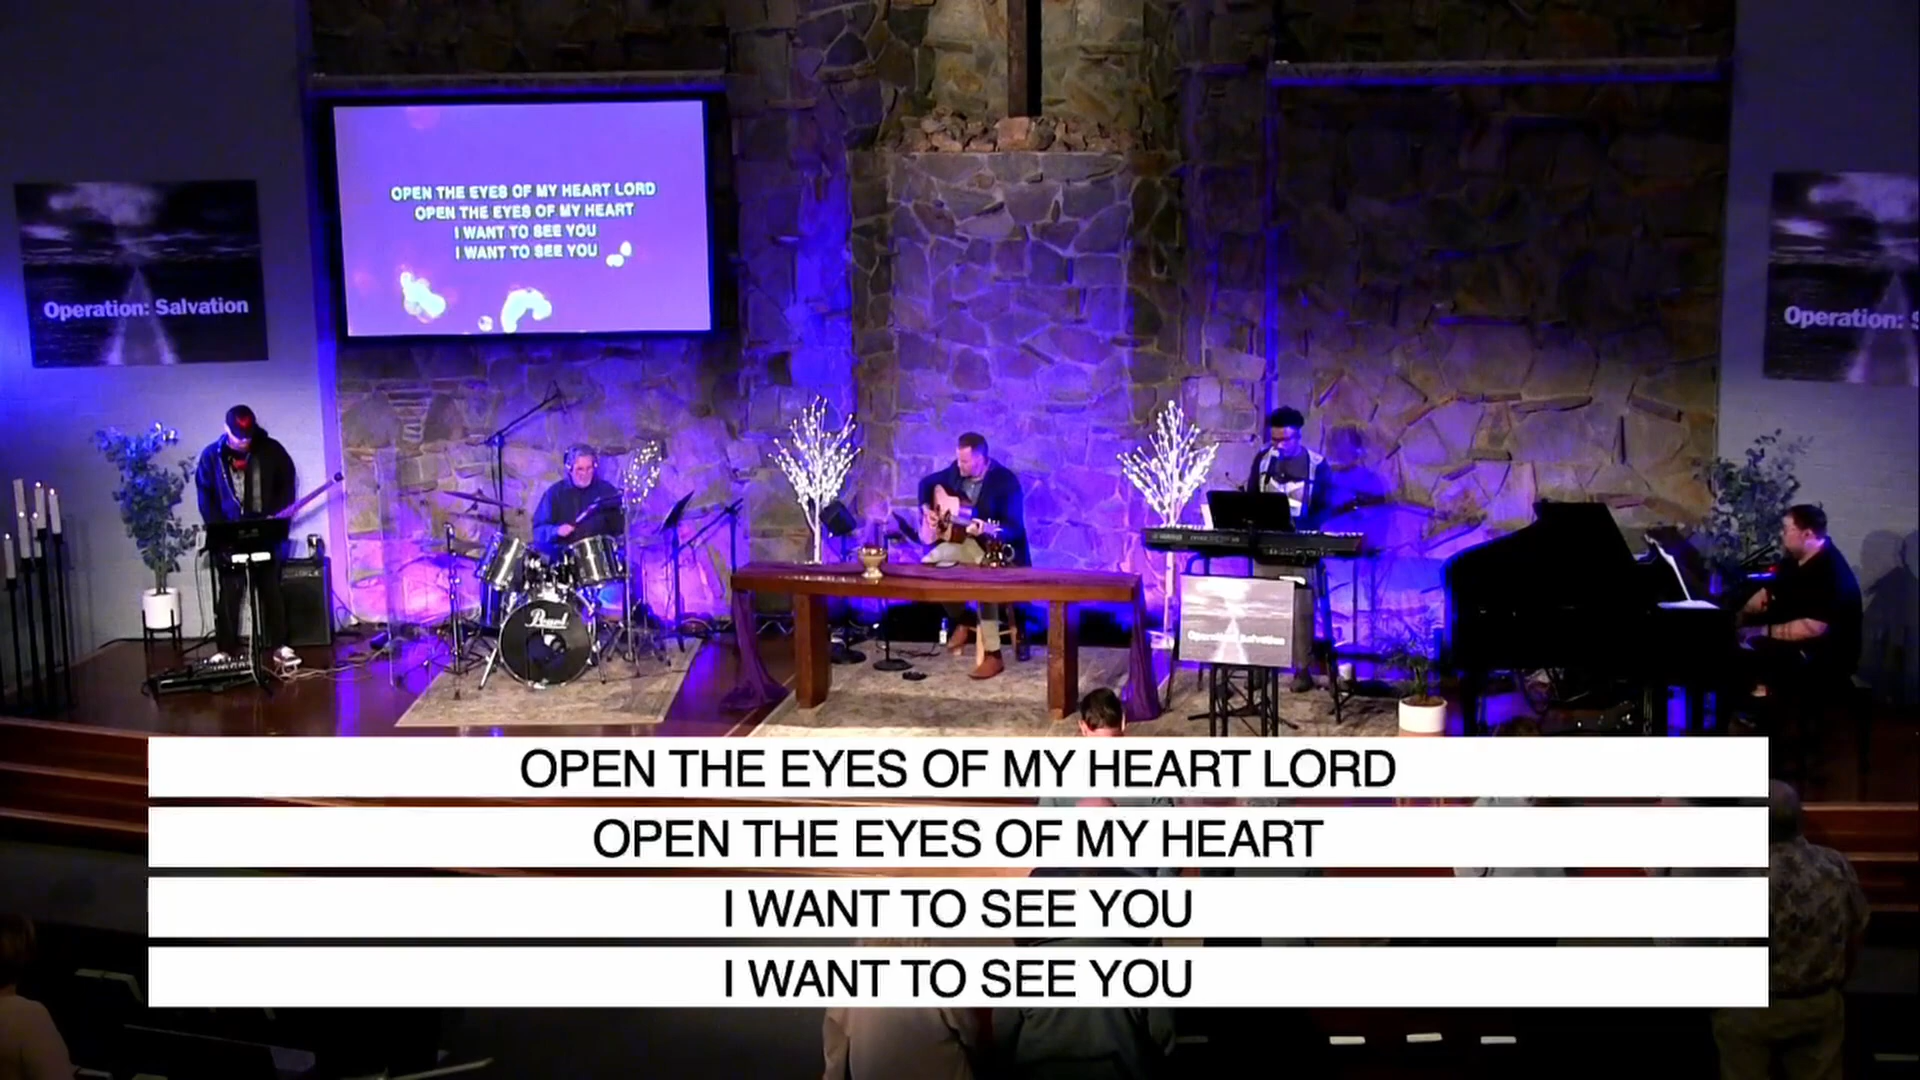 OPEN THE EYES OF MY HEART LORD
OPEN THE EYES OF MY HEART
I WANT TO SEE YOU
I WANT TO SEE YOU
Operation: Salvation
Operation: S
Pearl
Operation: Salvation
OPEN THE EYES OF MY HEART LORD
OPEN THE EYES OF MY HEART
I WANT TO SEE YOU
I WANT TO SEE YOU